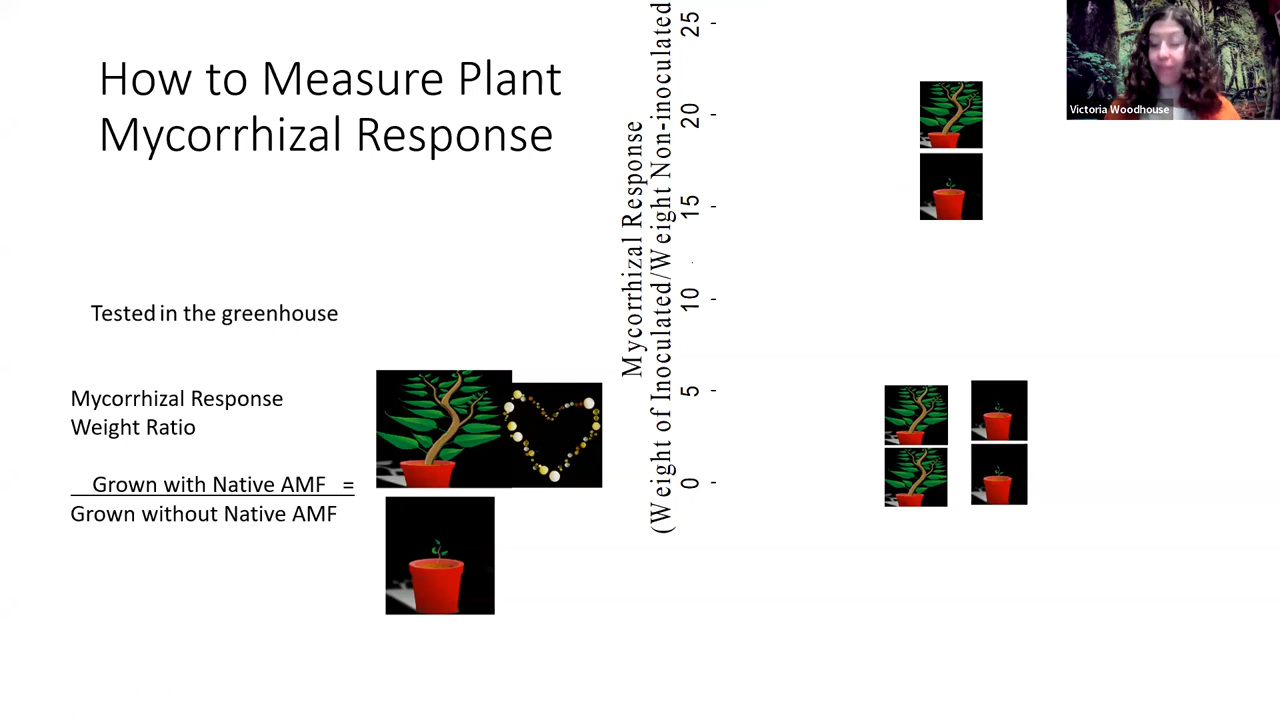 How to Measure Plant
Mycorrhizal Response
Tested in the greenhouse
Mycorrhizal Response
Weight Ratio
Grown with Native AMF =
Grown without Native AMF
Mycorrhizal Response
(Weight of Inoculated/Weight Non-inoculated
25
20
15
10
5
0
Victoria Woodhouse